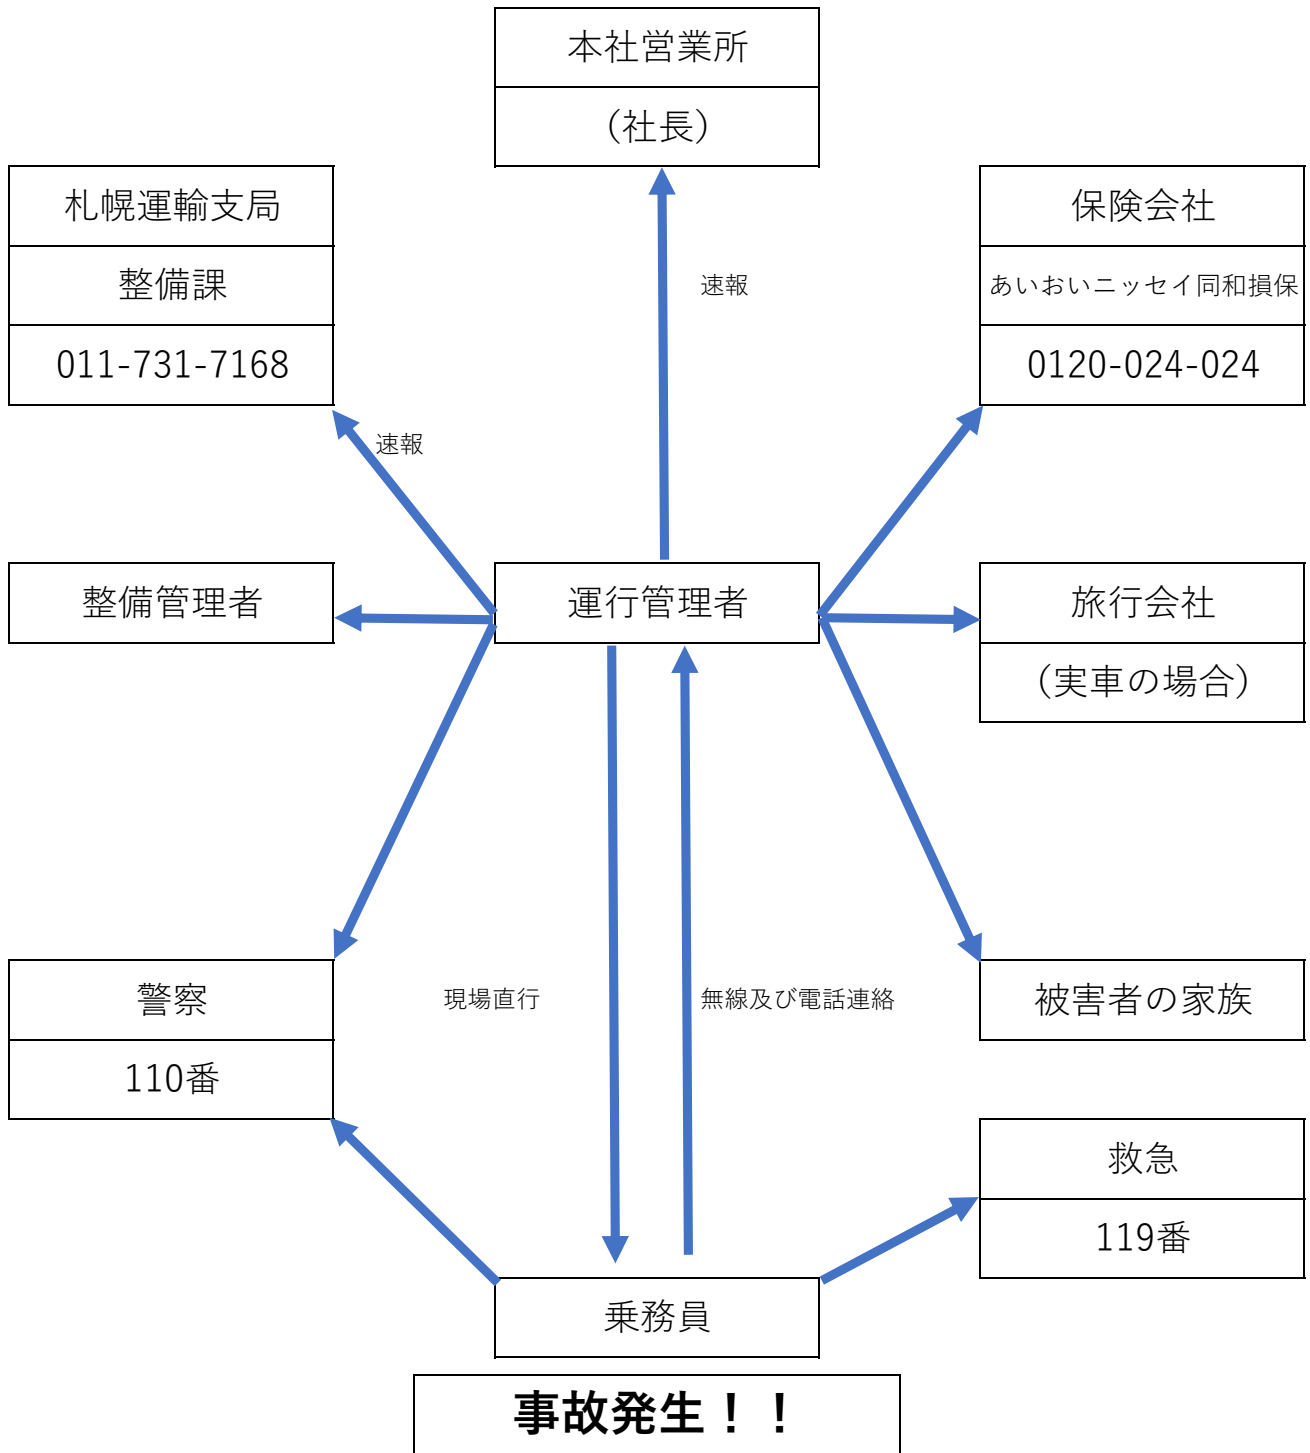 本社営業所
（社長）
札幌運輸支局
整備課
011-731-7168
速報
保険会社
あいおいニッセイ同和損保
0120-024-024
速報
整備管理者
運行管理者
旅行会社
（実車の場合）
警察
110番
現場直行
無線及び電話連絡
被害者の家族
救急
119番
乗務員
事故発生！！